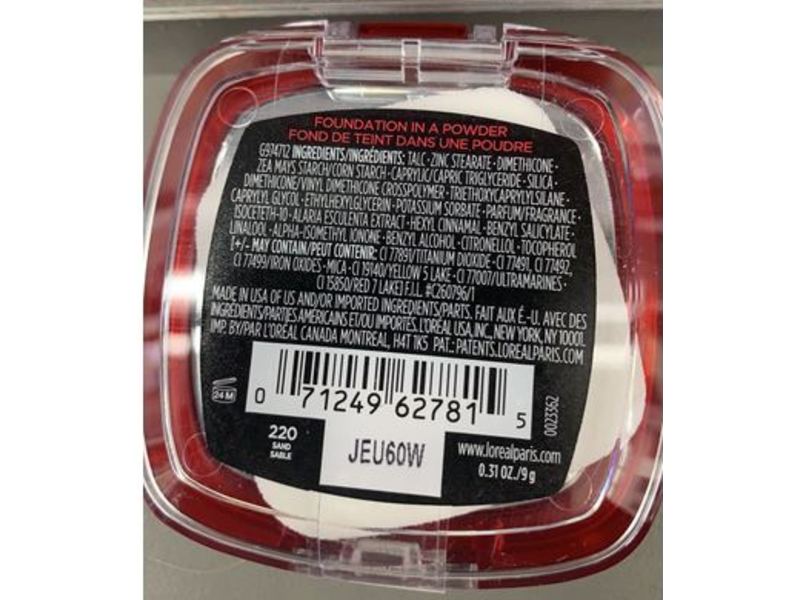 FOUNDATION IN A POWDER
FOND DE TEINT DANS UNE POUDRE
G974712 INGREDIENTS/INGRÉDIENTS: TALC · ZINC STEARATE · DIMETHICONE ·
ZEA MAYS STARCH/CORN STARCH · CAPRYLIC/CAPRIC TRIGLYCERIDE · SILICA ·
DIMETHICONE/VINYL DIMETHICONE CROSSPOLYMER · TRIETHOXYCAPRYLYLSILANE ·
CAPRYLYL GLYCOL · ETHYLHEXYLGLYCERIN · POTASSIUM SORBATE · PARFUM/FRAGRANCE ·
ISOCETETH-10 · ALARIA ESCULENTA EXTRACT · HEXYL CINNAMAL · BENZYL SALICYLATE ·
LINALOOL · ALPHA-ISOMETHYL IONONE · BENZYL ALCOHOL · CITRONELLOL · TOCOPHEROL
[+/- MAY CONTAIN/PEUT CONTENIR: CI 77891/TITANIUM DIOXIDE · CI 77491, CI 77492,
CI 77499/IRON OXIDES · MICA · CI 19140/YELLOW 5 LAKE · CI 77007/ULTRAMARINES ·
CI 15850/RED 7 LAKE] F.I.L. #C260796/1
MADE IN USA OF US AND/OR IMPORTED INGREDIENTS/PARTS. FAIT AUX É.-U. AVEC DES
INGRÉDIENTS/PARTIES AMÉRICAINS ET/OU IMPORTÉS. L'ORÉAL USA, INC., NEW YORK, NY 10001.
IMP. BY/PAR L'ORÉAL CANADA MONTREAL, H4T 1K5 PAT.: PATENTS.LOREALPARIS.COM
24 M
0 71249 62781 5
0023362
220
SAND
SABLE
JEU60W
www.lorealparis.com
0.31 OZ./9 g